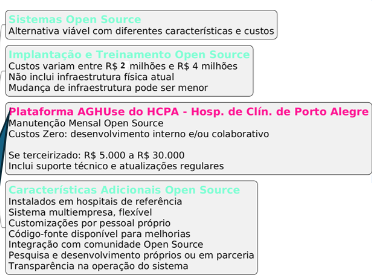 Sistemas Open Source
Alternativa viável com diferentes características e custos
Implantação e Treinamento Open Source
Custos variam entre R$ 2 milhões e R$ 4 milhões
Não inclui infraestrutura física atual
Mudança de infraestrutura pode ser menor
Plataforma AGHUse do HCPA - Hosp. de Clín. de Porto Alegre
Manutenção Mensal Open Source
Custos Zero: desenvolvimento interno e/ou colaborativo
Se terceirizado: R$ 5.000 a R$ 30.000
Inclui suporte técnico e atualizações regulares
Características Adicionais Open Source
Instalados em hospitais de referência
Sistema multiempresa, flexível
Customizações por pessoal próprio
Código-fonte disponível para melhorias
Integração com comunidade Open Source
Pesquisa e desenvolvimento próprios ou em parceria
Transparência na operação do sistema